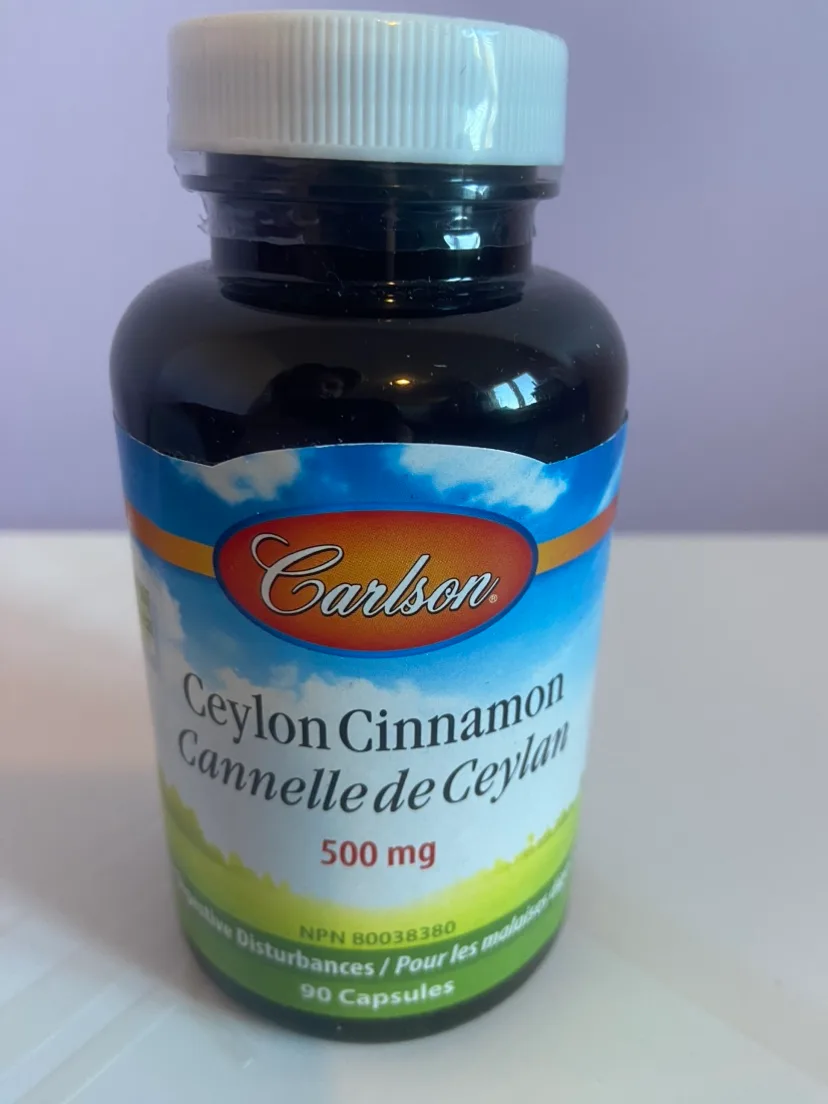 Carlson®
Ceylon Cinnamon
Cannelle de Ceylan
500 mg
NPN 80038380
Disturbances / Pour les malaises
90 Capsules